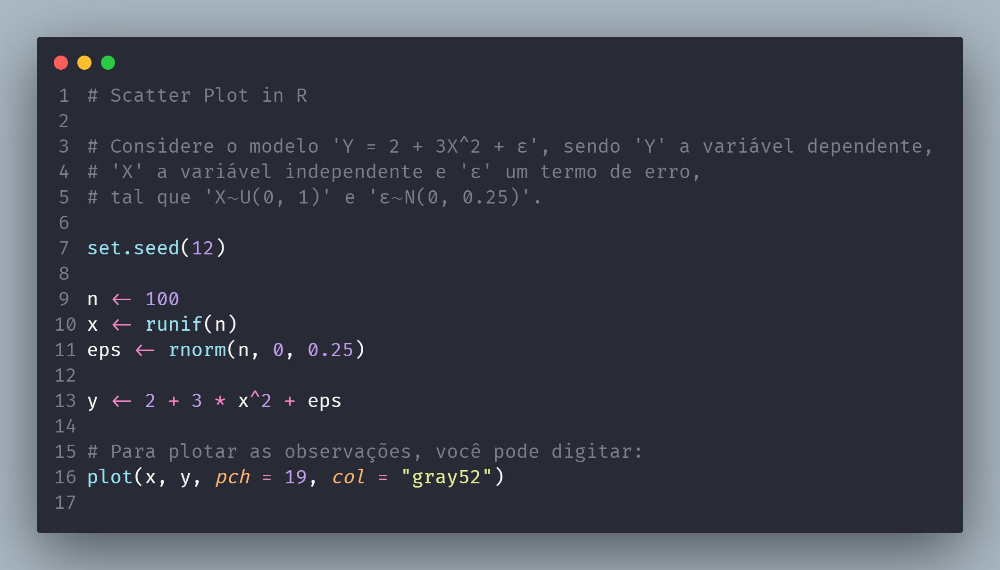 1 # Scatter Plot in R
2
3 # Considere o modelo 'Y = 2 + 3X^2 + ε', sendo 'Y' a variável dependente,
4 # 'X' a variável independente e 'ε' um termo de erro,
5 # tal que 'X~U(0, 1)' e 'ε~N(0, 0.25)'.
6
7 set.seed(12)
8
9 n <- 100
10 x <- runif(n)
11 eps <- rnorm(n, 0, 0.25)
12
13 y <- 2 + 3 * x^2 + eps
14
15 # Para plotar as observações, você pode digitar:
16 plot(x, y, pch = 19, col = "gray52")
17